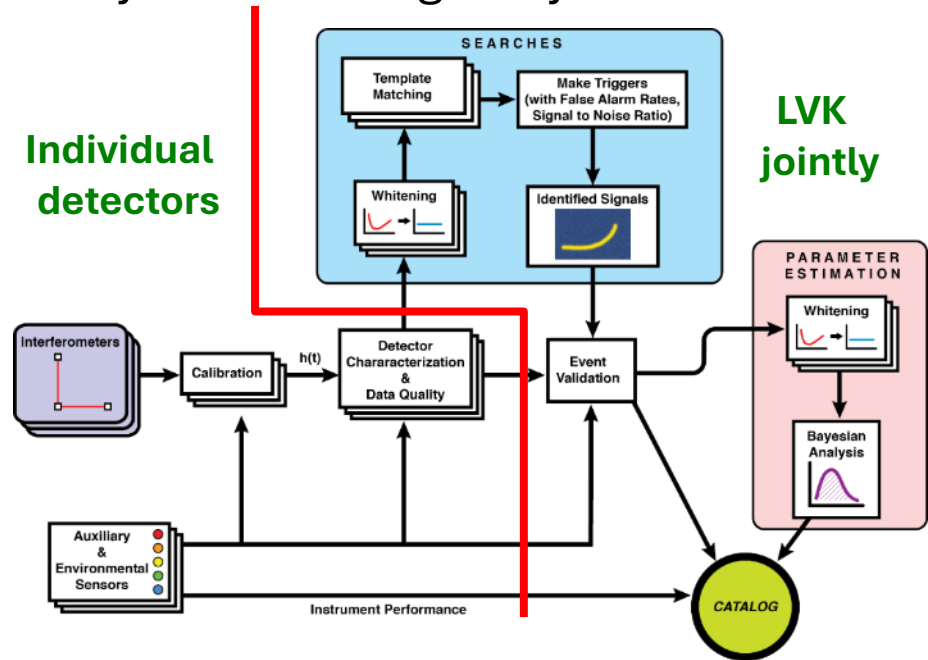 SEARCHES
Template
Matching
Make Triggers
(with False Alarm Rates,
Signal to Noise Ratio)
LVK
jointly
Individual
detectors
Whitening
Identified Signals
PARAMETER
ESTIMATION
Whitening
Interferometers
Calibration
h(t)
Detector
Chararacterization
&
Data Quality
Event
Validation
Bayesian
Analysis
Auxiliary
&
Environmental
Sensors
Instrument Performance
CATALOG